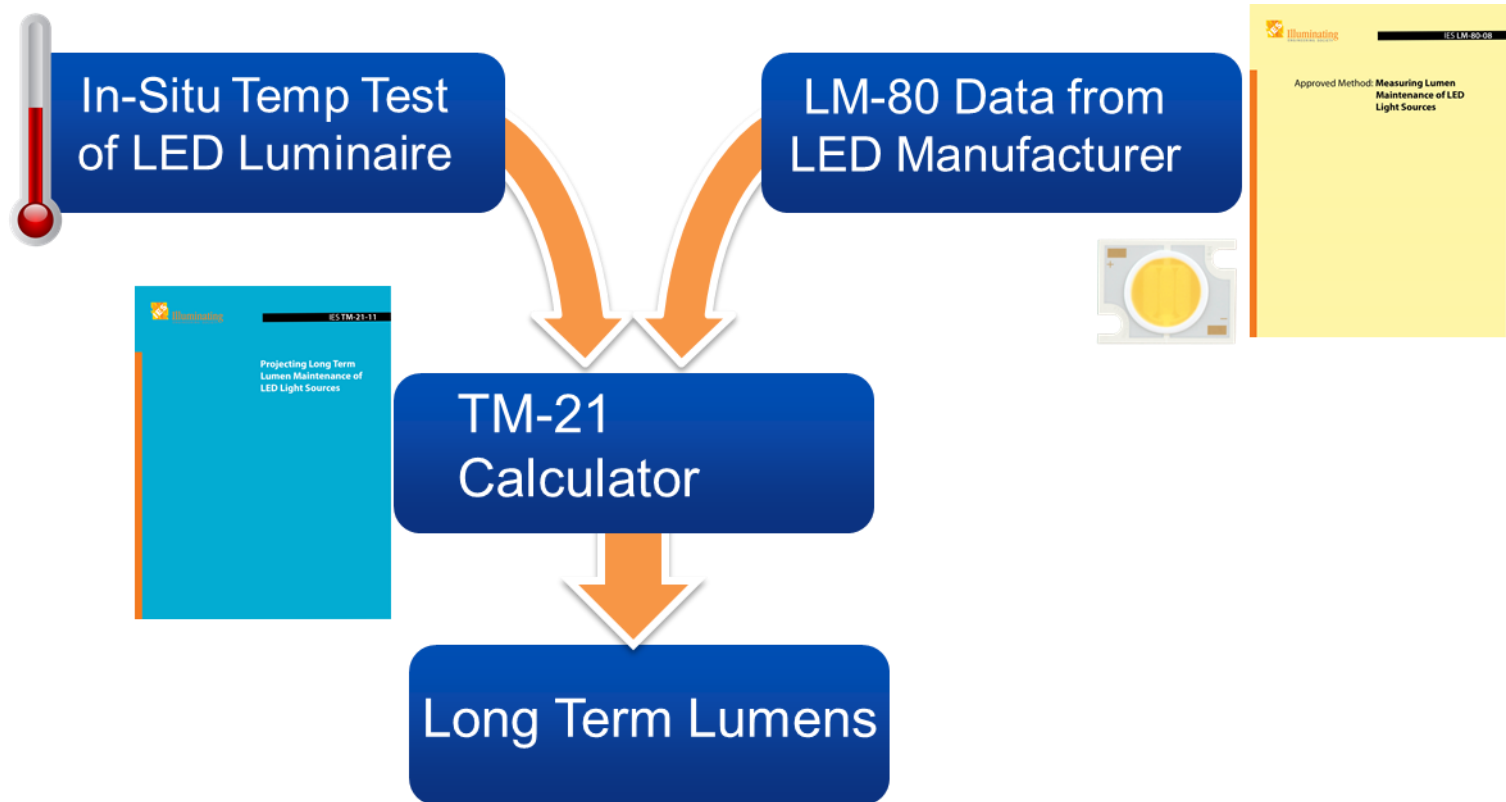 In-Situ Temp Test
of LED Luminaire
LM-80 Data from
LED Manufacturer
Illuminating
ENGINEERING SOCIETY
IES LM-80-08
Approved Method: Measuring Lumen
Maintenance of LED
Light Sources
Illuminating
IES TM-21-11
Projecting Long Term
Lumen Maintenance of
LED Light Sources
TM-21
Calculator
Long Term Lumens